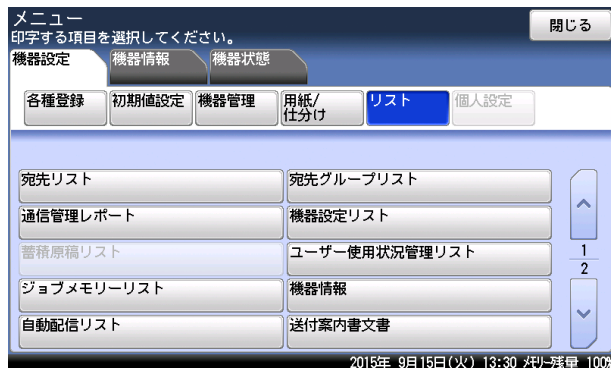 メニュー
印字する項目を選択してください。
閉じる
機器設定
機器情報
機器状態
各種登録
初期値設定
機器管理
用紙/
仕分け
リスト
個人設定
宛先リスト
宛先グループリスト
通信管理レポート
機器設定リスト
蓄積原稿リスト
ユーザー使用状況管理リスト
1
2
ジョブメモリーリスト
機器情報
自動配信リスト
送付案内書文書
2015年 9月15日(火) 13:30 メモリー残量 100%